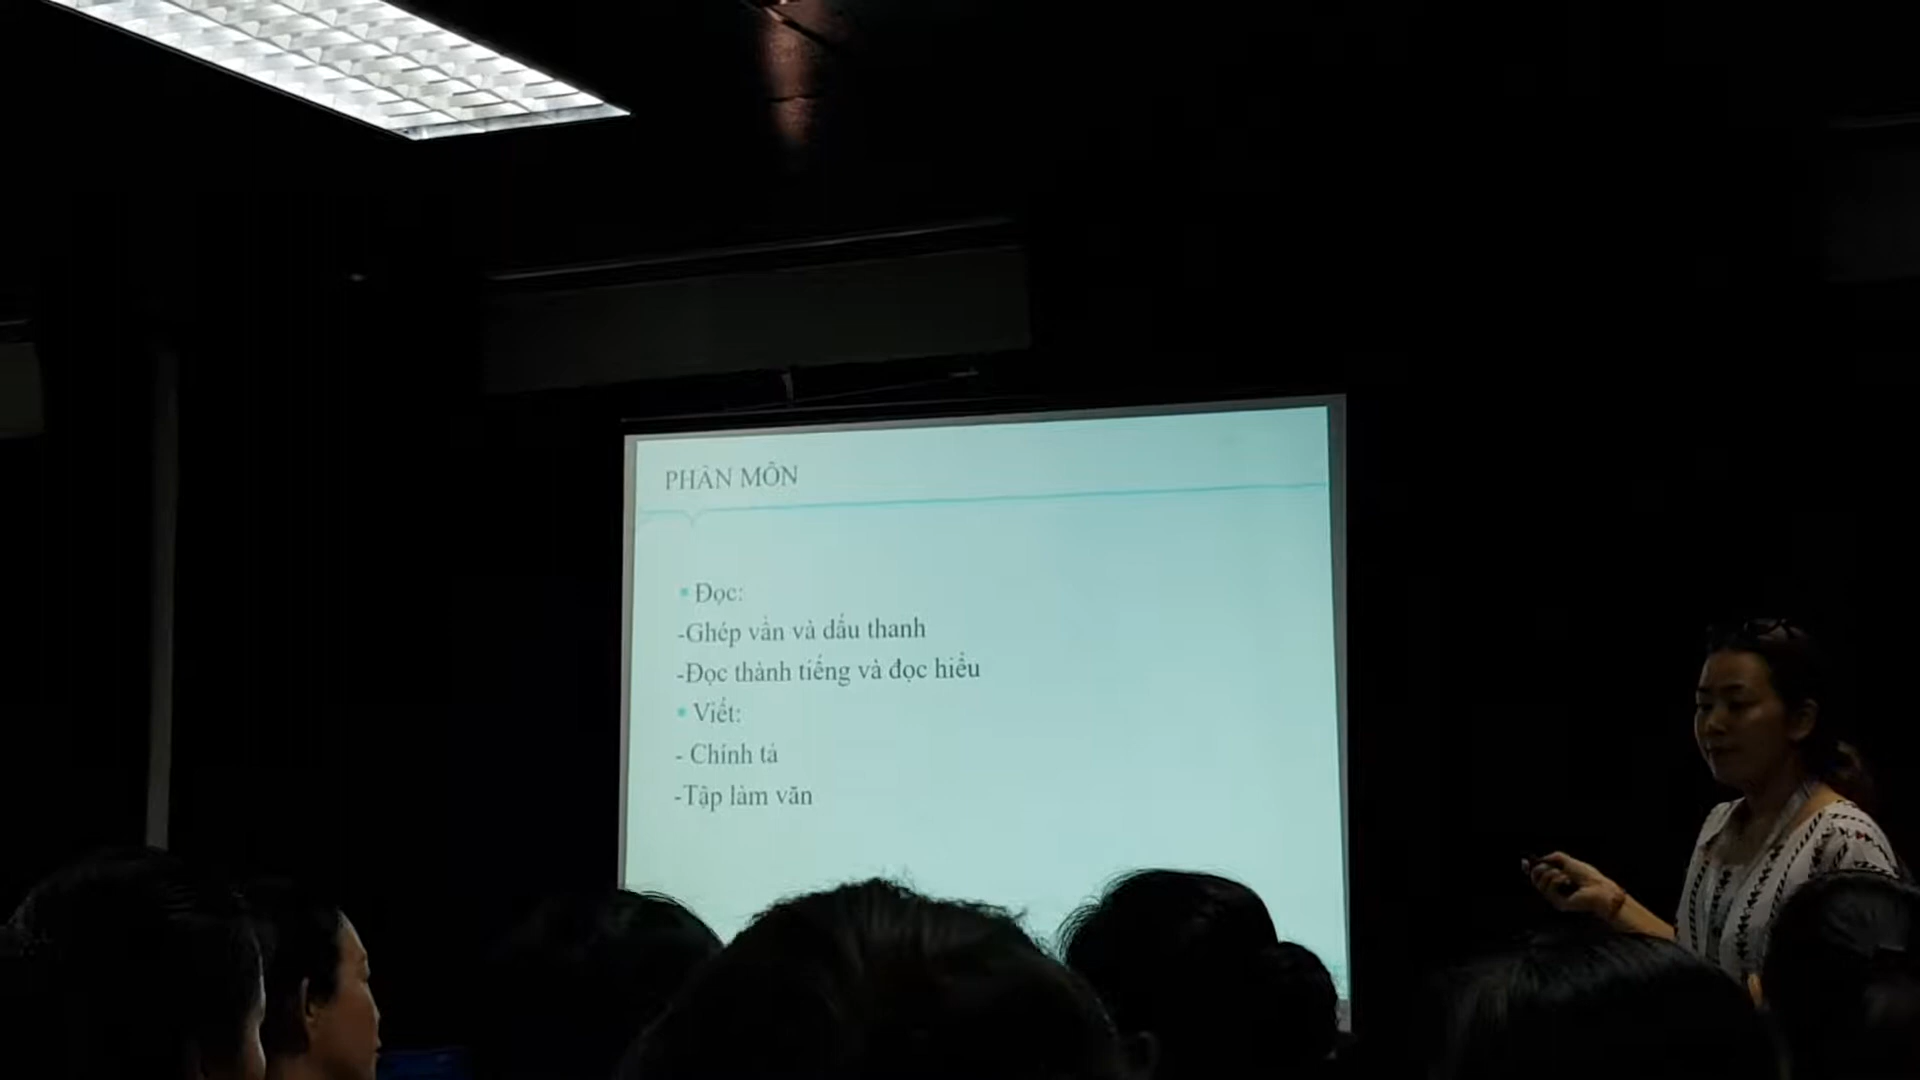 PHÂN MÔN
Đọc:
-Ghép vần và dấu thanh
-Đọc thành tiếng và đọc hiểu
Viết:
- Chính tả
-Tập làm văn